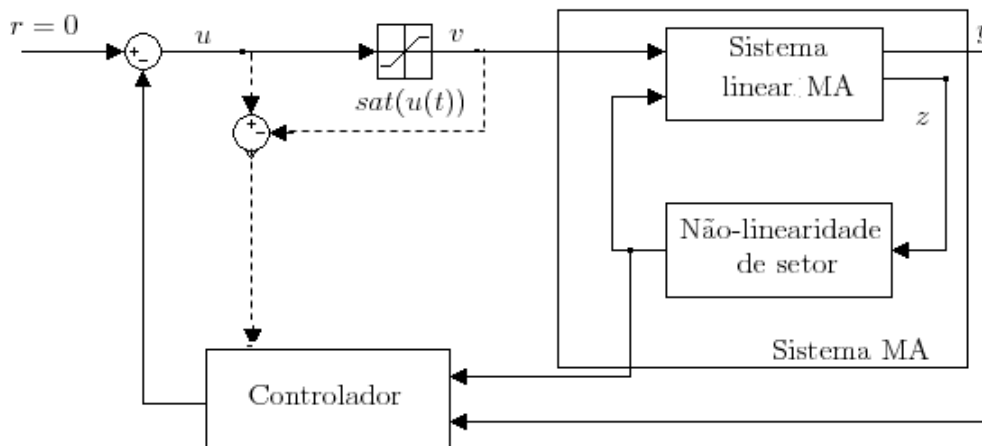 r = 0
u
v
sat(u(t))
Sistema
linear MA
y
z
Não-linearidade
de setor
Sistema MA
Controlador